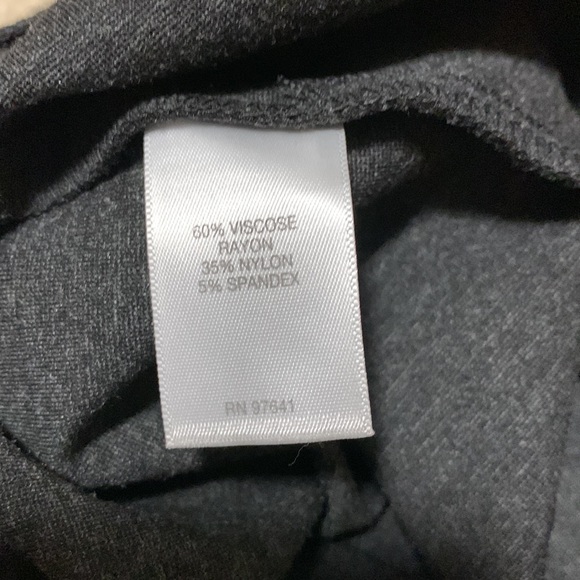 60% VISCOSE
RAYON
35% NYLON
5% SPANDEX
RN 97641